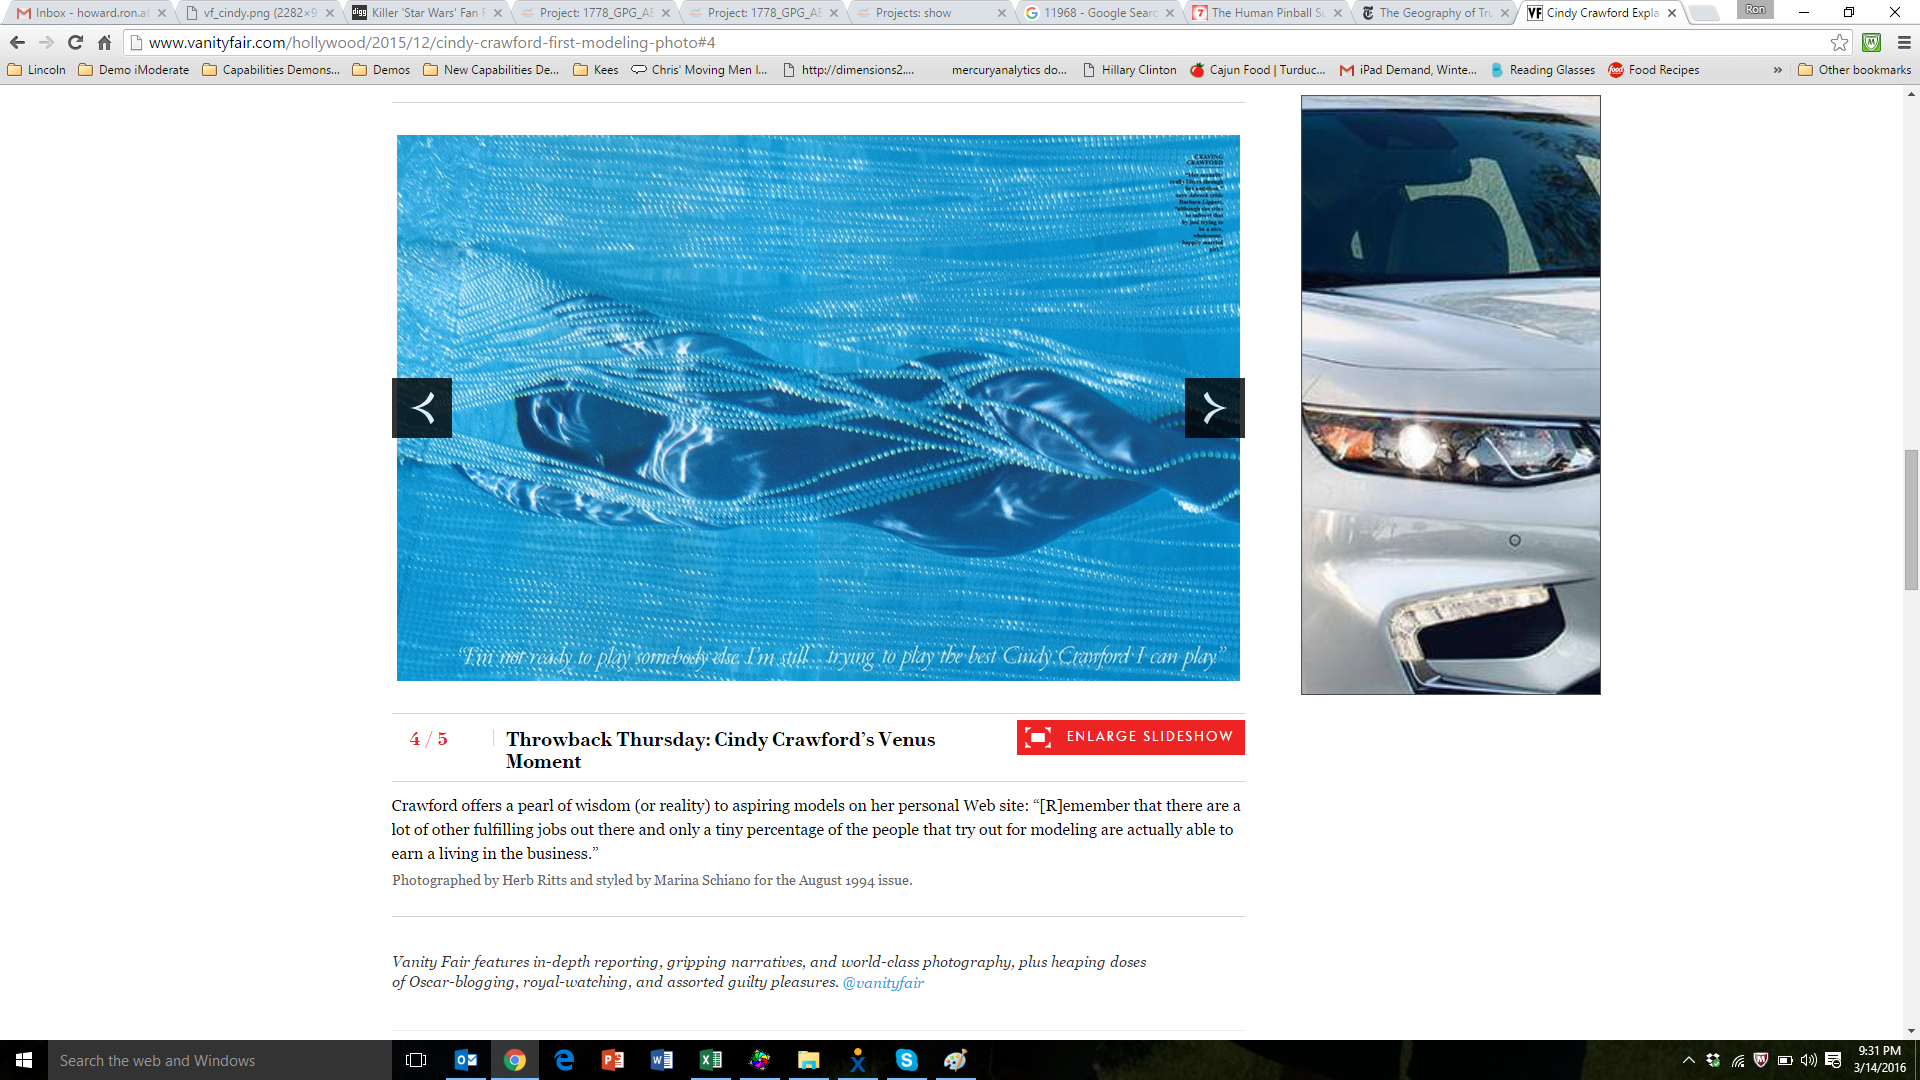 Inbox - howard.ron.a
vf_cindy.png (2282×9
digg Killer 'Star Wars' Fan F
Project: 1778_GPG_AE
Project: 1778_GPG_AE
Projects: show
11968 - Google Searc
The Human Pinball Su
The Geography of Tru
VF Cindy Crawford Expla
Ron
www.vanityfair.com/hollywood/2015/12/cindy-crawford-first-modeling-photo#4
Lincoln
Demo iModerate
Capabilities Demons...
Demos
New Capabilities De...
Kees
Chris' Moving Men I...
http://dimensions2....
mercuryanalytics do...
Hillary Clinton
Cajun Food | Turduc...
iPad Demand, Winte...
Reading Glasses
food Food Recipes
»
Other bookmarks
CRAVING
CRAWFORD
"I'm not ready to play somebody else. I'm still... trying to play the best Cindy Crawford I can play."
4 / 5
Throwback Thursday: Cindy Crawford's Venus
Moment
ENLARGE SLIDESHOW
Crawford offers a pearl of wisdom (or reality) to aspiring models on her personal Web site: “[R]emember that there are a
lot of other fulfilling jobs out there and only a tiny percentage of the people that try out for modeling are actually able to
earn a living in the business.”
Photographed by Herb Ritts and styled by Marina Schiano for the August 1994 issue.
Vanity Fair features in-depth reporting, gripping narratives, and world-class photography, plus heaping doses
of Oscar-blogging, royal-watching, and assorted guilty pleasures. @vanityfair
Search the web and Windows
9:31 PM
3/14/2016